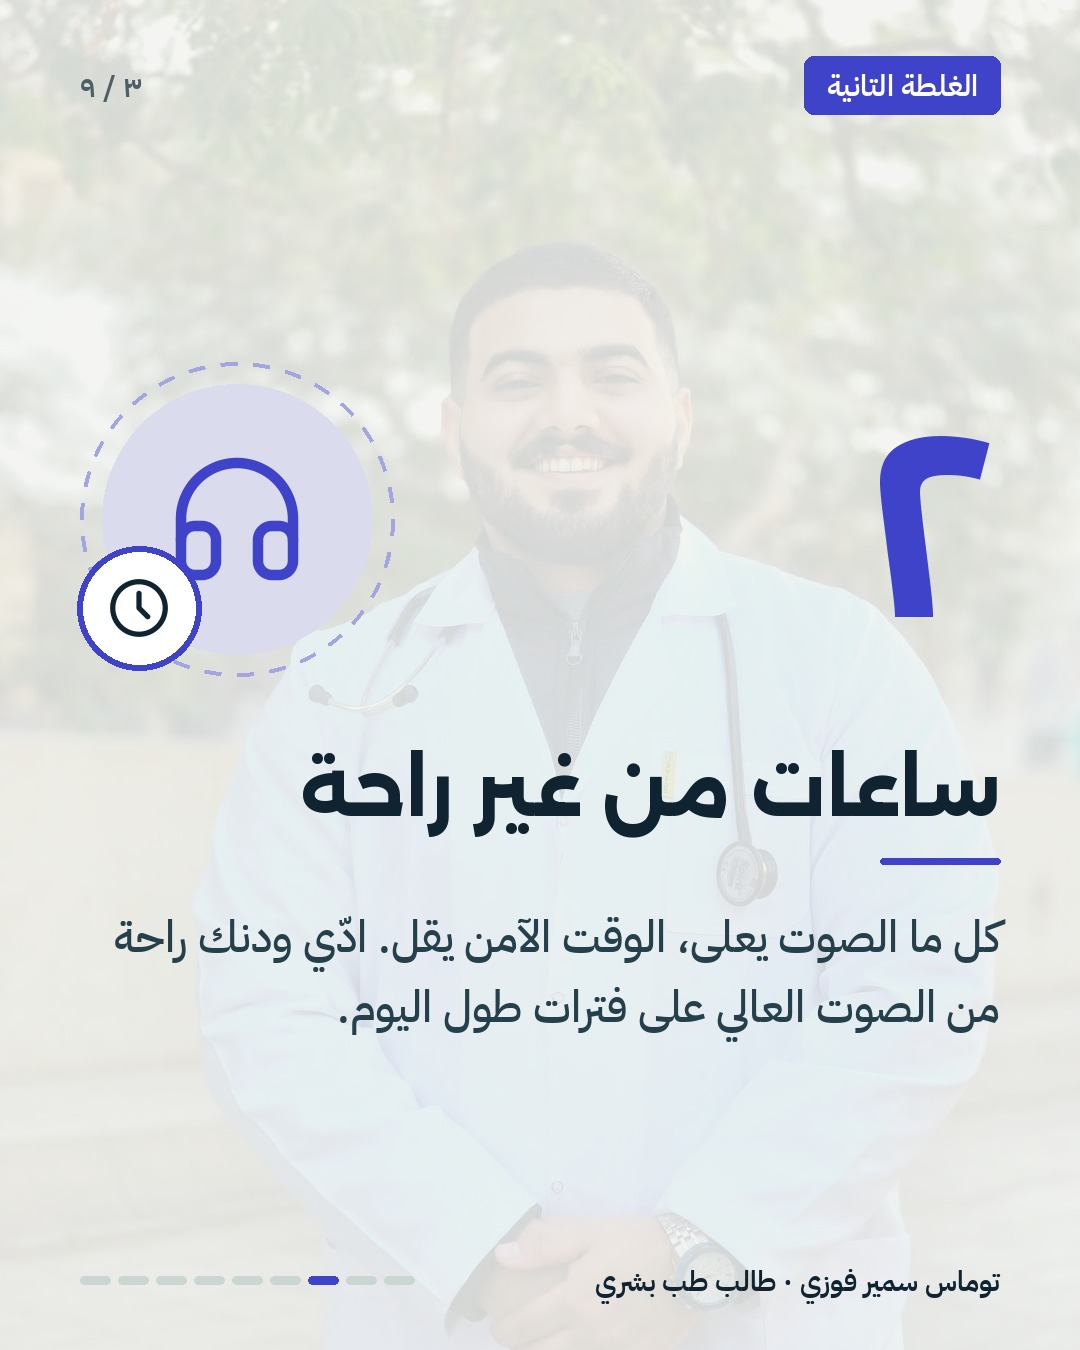 الغلطة التانية
٣ / ٩
٢
ساعات من غير راحة
كل ما الصوت يعلى، الوقت الآمن يقل. ادّي ودنك راحة
من الصوت العالي على فترات طول اليوم.
توماس سمير فوزي · طالب طب بشري